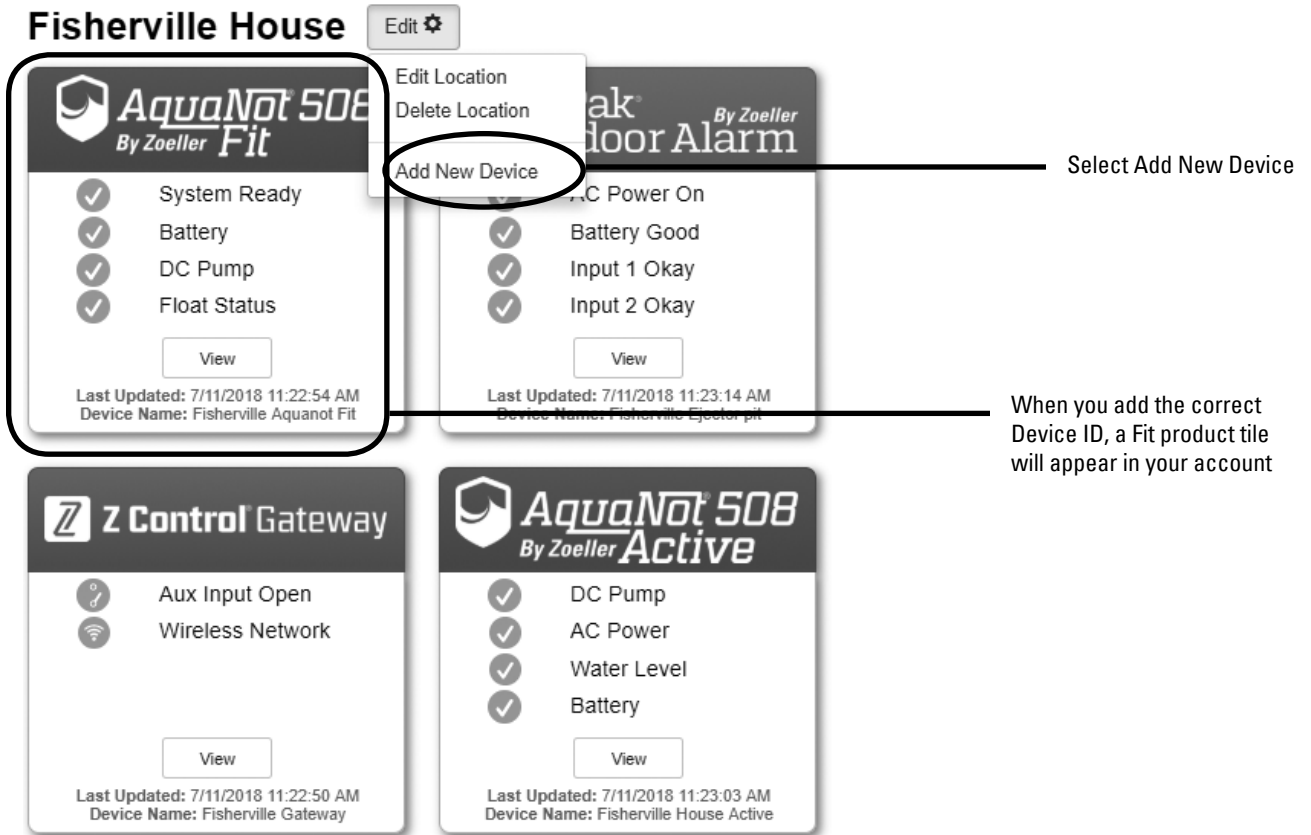 Fisherville House
Edit
Edit Location
Delete Location
Add New Device
Select Add New Device
AquaNot® 508
By Zoeller Fit
System Ready
Battery
DC Pump
Float Status
View
Last Updated: 7/11/2018 11:22:54 AM
Device Name: Fisherville Aquanot Fit
ak®
By Zoeller
door Alarm
AC Power On
Battery Good
Input 1 Okay
Input 2 Okay
View
Last Updated: 7/11/2018 11:23:14 AM
Device Name: Fisherville Ejector pit
When you add the correct
Device ID, a Fit product tile
will appear in your account
Z Z Control® Gateway
Aux Input Open
Wireless Network
View
Last Updated: 7/11/2018 11:22:50 AM
Device Name: Fisherville Gateway
AquaNot® 508
By Zoeller Active
DC Pump
AC Power
Water Level
Battery
View
Last Updated: 7/11/2018 11:23:03 AM
Device Name: Fisherville House Active